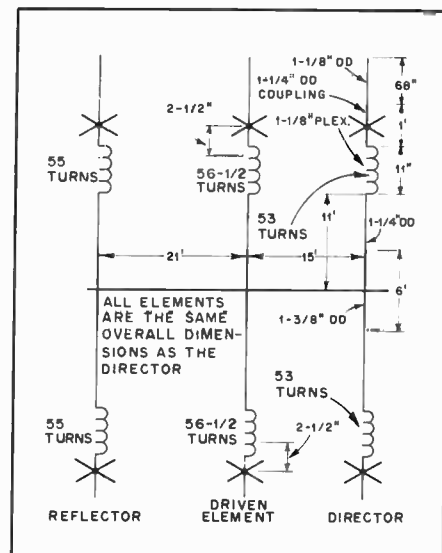 1-1/8" OD
68"
1-1/4" OD
COUPLING
2-1/2"
1-1/8" PLEX.
1'
55
TURNS
56-1/2
TURNS
11"
53
TURNS
11'
1-1/4" OD
21'
15'
6'
ALL ELEMENTS
ARE THE SAME
OVERALL DIMEN-
SIONS AS THE
DIRECTOR
1-3/8" OD
53
TURNS
55
TURNS
56-1/2
TURNS
2-1/2"
REFLECTOR
DRIVEN
ELEMENT
DIRECTOR